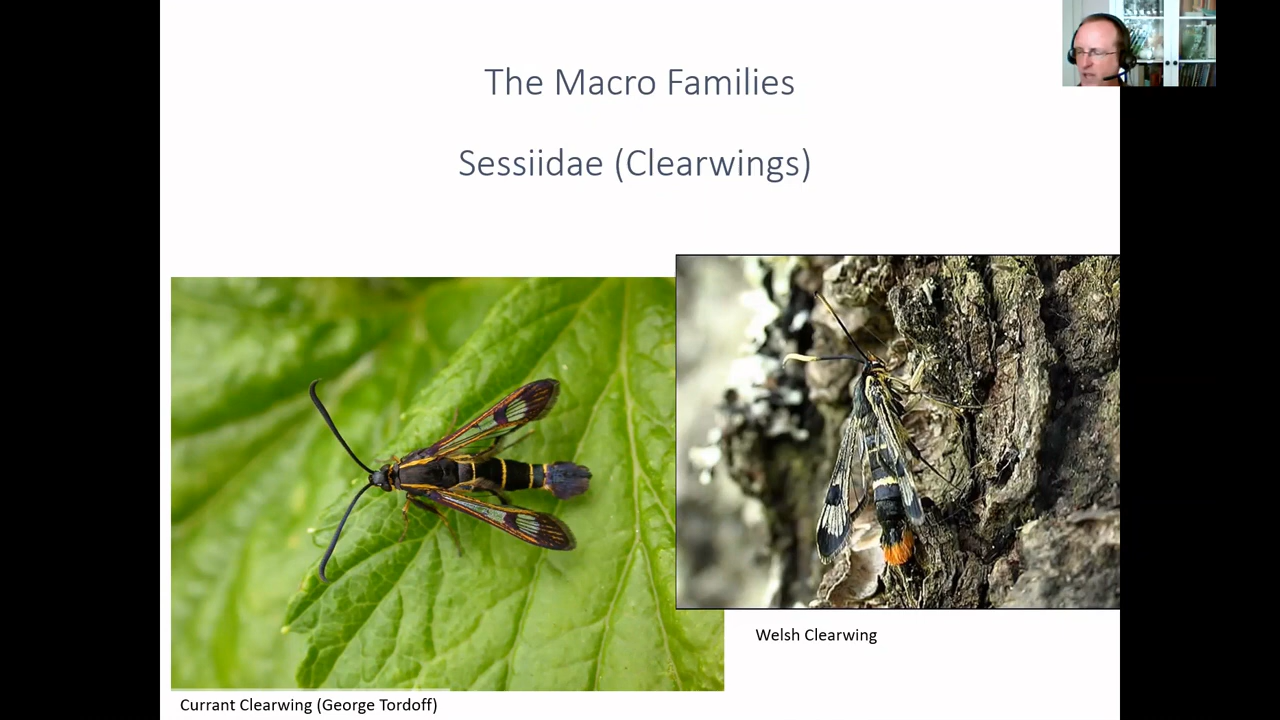 The Macro Families
Sessiidae (Clearwings)
Welsh Clearwing
Currant Clearwing (George Tordoff)